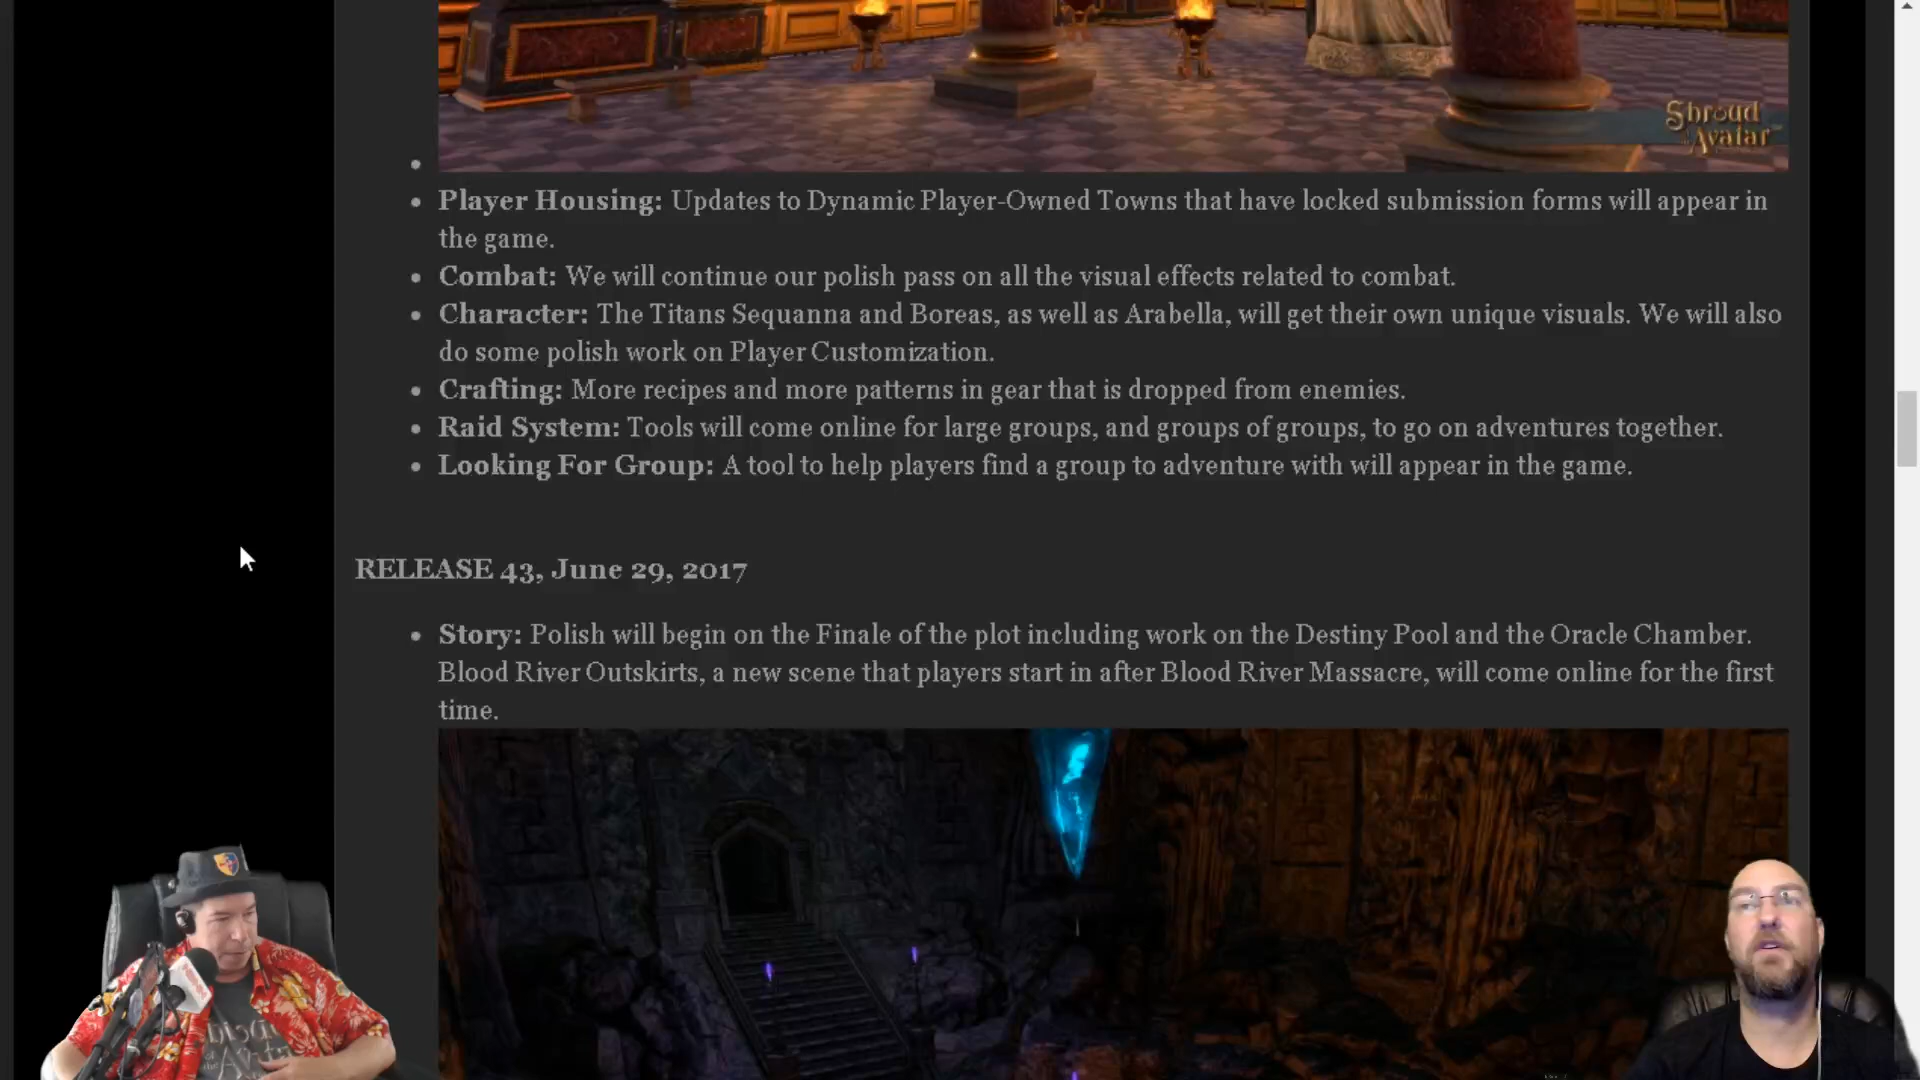 Shroud
Avatar
Player Housing: Updates to Dynamic Player-Owned Towns that have locked submission forms will appear in
the game.
Combat: We will continue our polish pass on all the visual effects related to combat.
Character: The Titans Sequanna and Boreas, as well as Arabella, will get their own unique visuals. We will also
do some polish work on Player Customization.
Crafting: More recipes and more patterns in gear that is dropped from enemies.
Raid System: Tools will come online for large groups, and groups of groups, to go on adventures together.
Looking For Group: A tool to help players find a group to adventure with will appear in the game.
RELEASE 43, June 29, 2017
Story: Polish will begin on the Finale of the plot including work on the Destiny Pool and the Oracle Chamber.
Blood River Outskirts, a new scene that players start in after Blood River Massacre, will come online for the first
time.